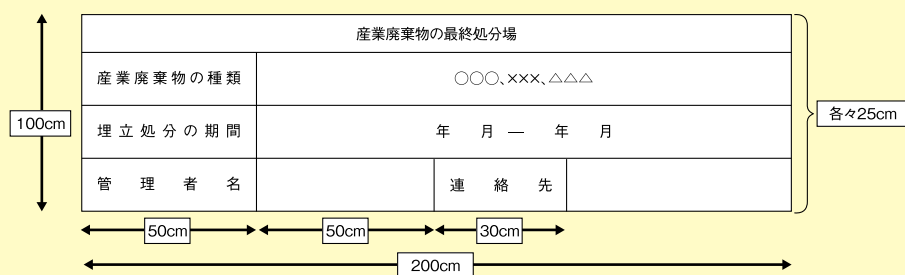 産業廃棄物の最終処分場
100cm
産業廃棄物の種類 ○○○、×××、△△△
各々25cm
埋立処分の期間 年 月 ― 年 月
管理者名 連絡先
50cm 50cm 30cm
200cm